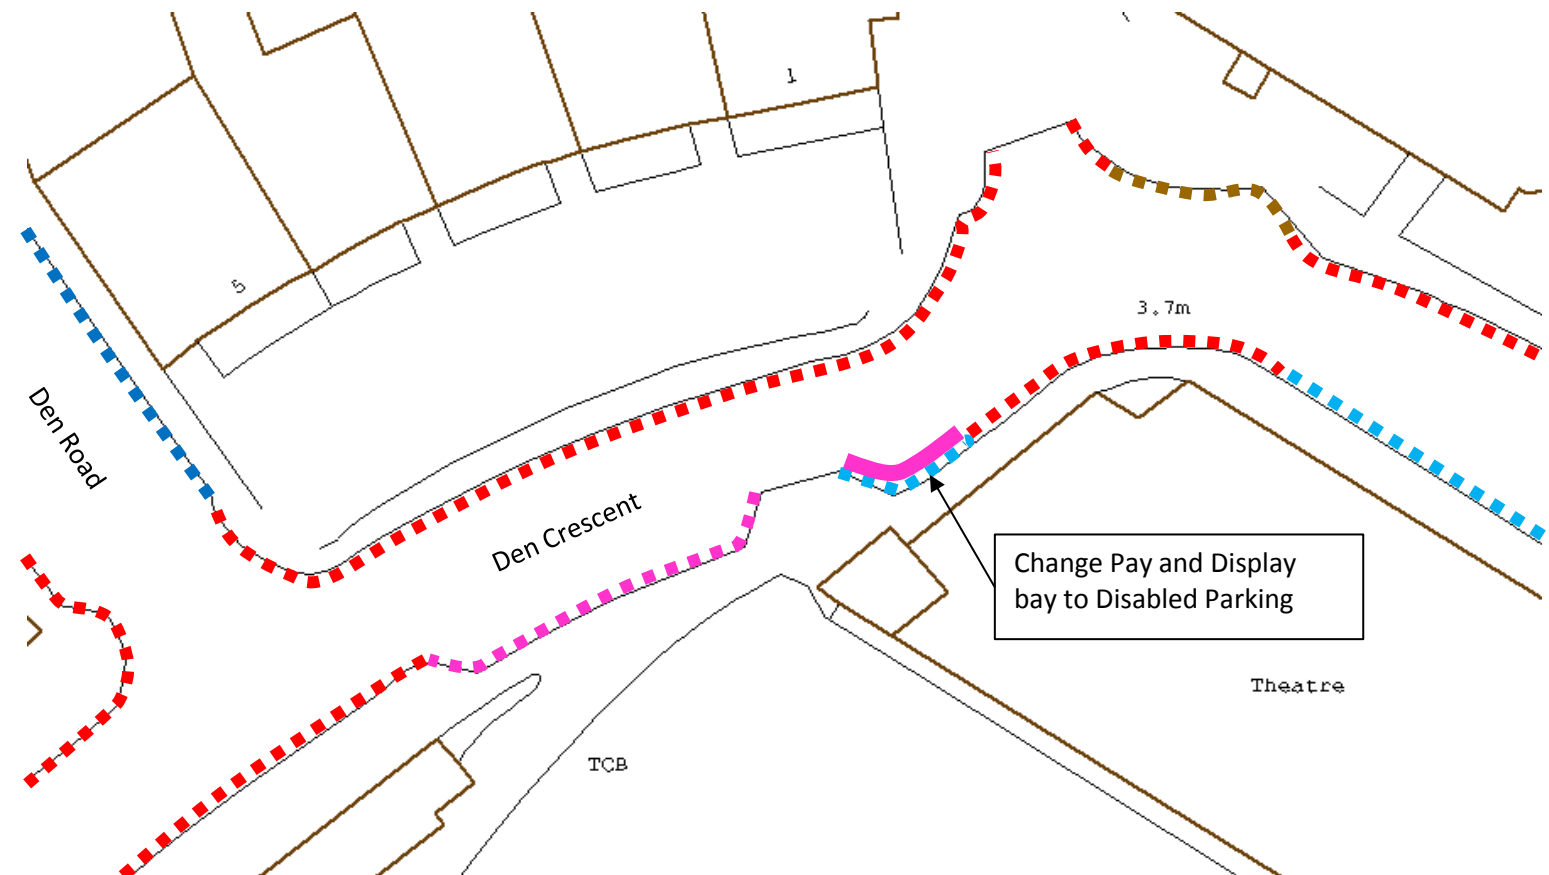 1
5
3.7m
Den Road
Den Crescent
Change Pay and Display
bay to Disabled Parking
Theatre
TCB